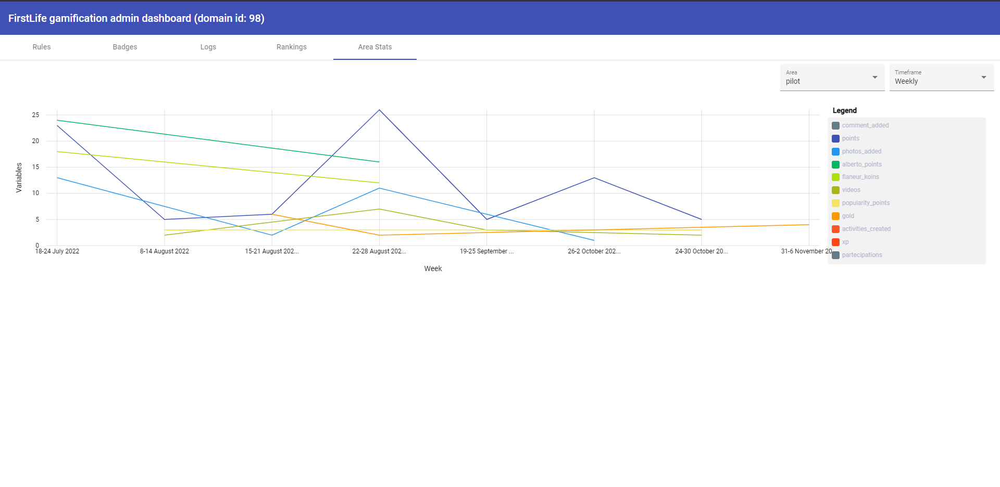 FirstLife gamification admin dashboard (domain id: 98)
Rules Badges Logs Rankings Area Stats
Area
pilot
Timeframe
Weekly
Variables
25
20
15
10
5
0
18-24 July 2022 8-14 August 2022 15-21 August 202... 22-28 August 202... 19-25 September ... 26-2 October 202... 24-30 October 20... 31-6 November 20
Week
Legend
comment_added
points
photos_added
alberto_points
flaneur_koins
videos
popularity_points
gold
activities_created
xp
partecipations